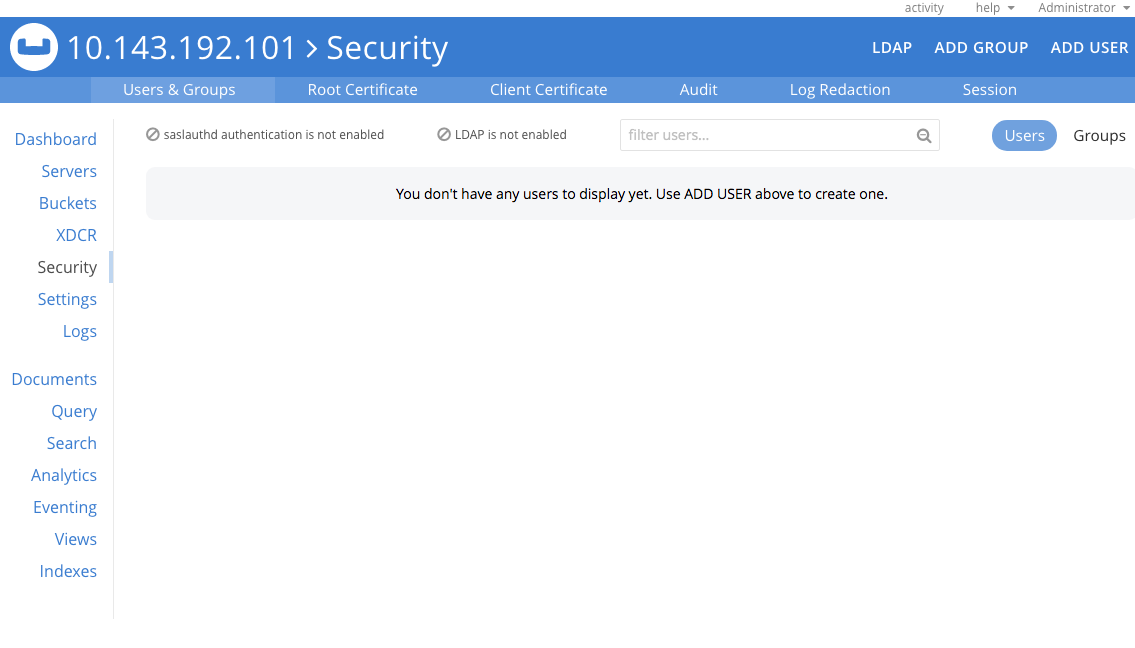 activity help Administrator
10.143.192.101 > Security LDAP ADD GROUP ADD USER
Users & Groups Root Certificate Client Certificate Audit Log Redaction Session
Dashboard
Servers
Buckets
XDCR
Security
Settings
Logs
Documents
Query
Search
Analytics
Eventing
Views
Indexes
saslauthd authentication is not enabled LDAP is not enabled filter users... Users Groups
You don't have any users to display yet. Use ADD USER above to create one.